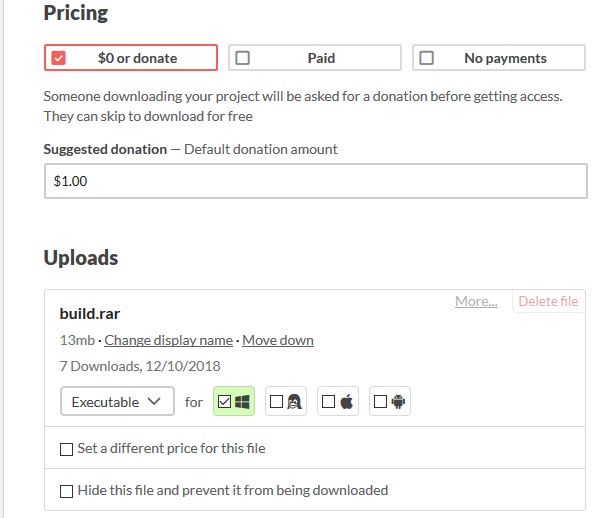 Pricing
$0 or donate
Paid
No payments
Someone downloading your project will be asked for a donation before getting access.
They can skip to download for free
Suggested donation — Default donation amount
$1.00
Uploads
More...
Delete file
build.rar
13mb · Change display name · Move down
7 Downloads, 12/10/2018
Executable
for
Set a different price for this file
Hide this file and prevent it from being downloaded